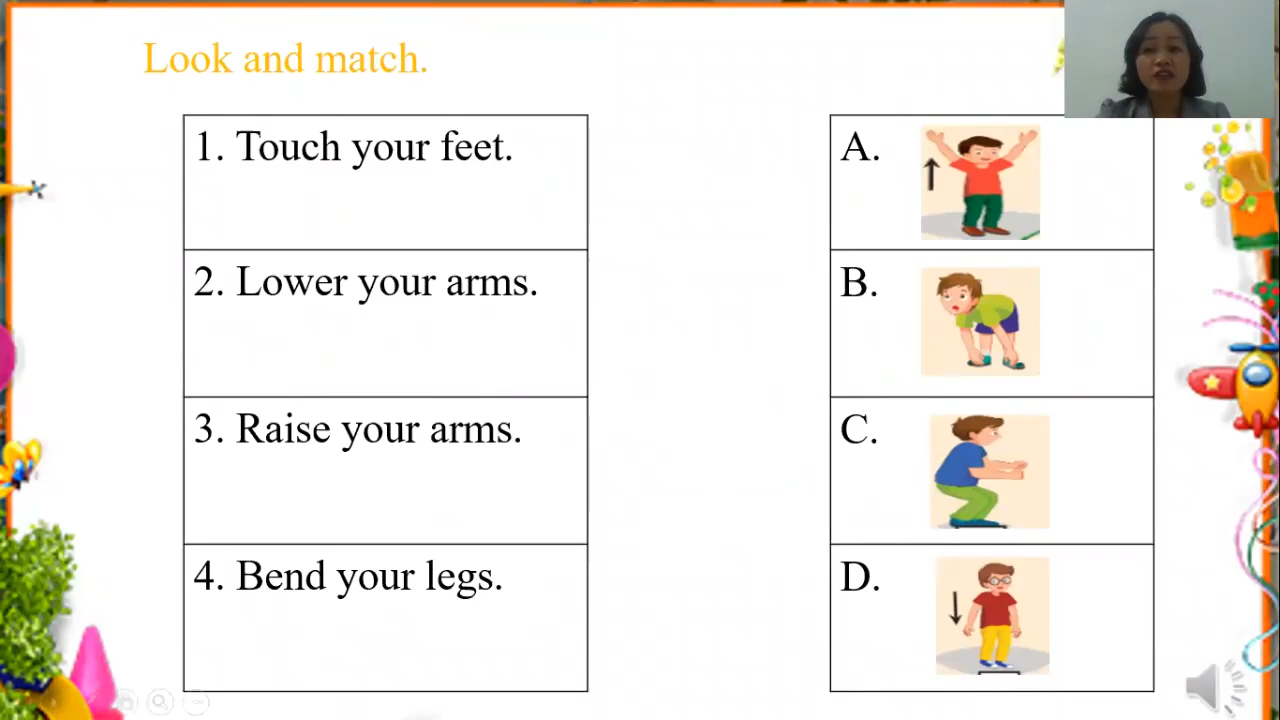 Look and match.
1. Touch your feet.
A.
2. Lower your arms.
B.
3. Raise your arms.
C.
4. Bend your legs.
D.